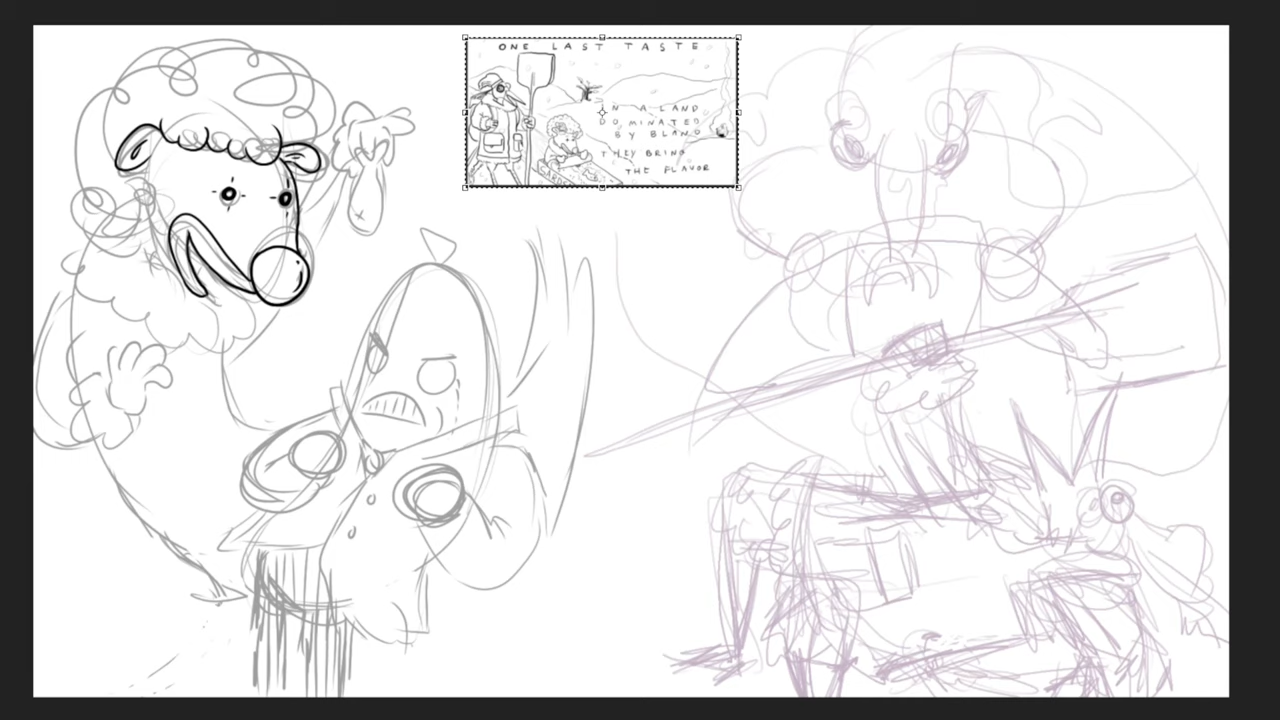 ONE LAST TASTE
IN A LAND
DOMINATED
BY BLAND
THEY BRING
THE FLAVOR